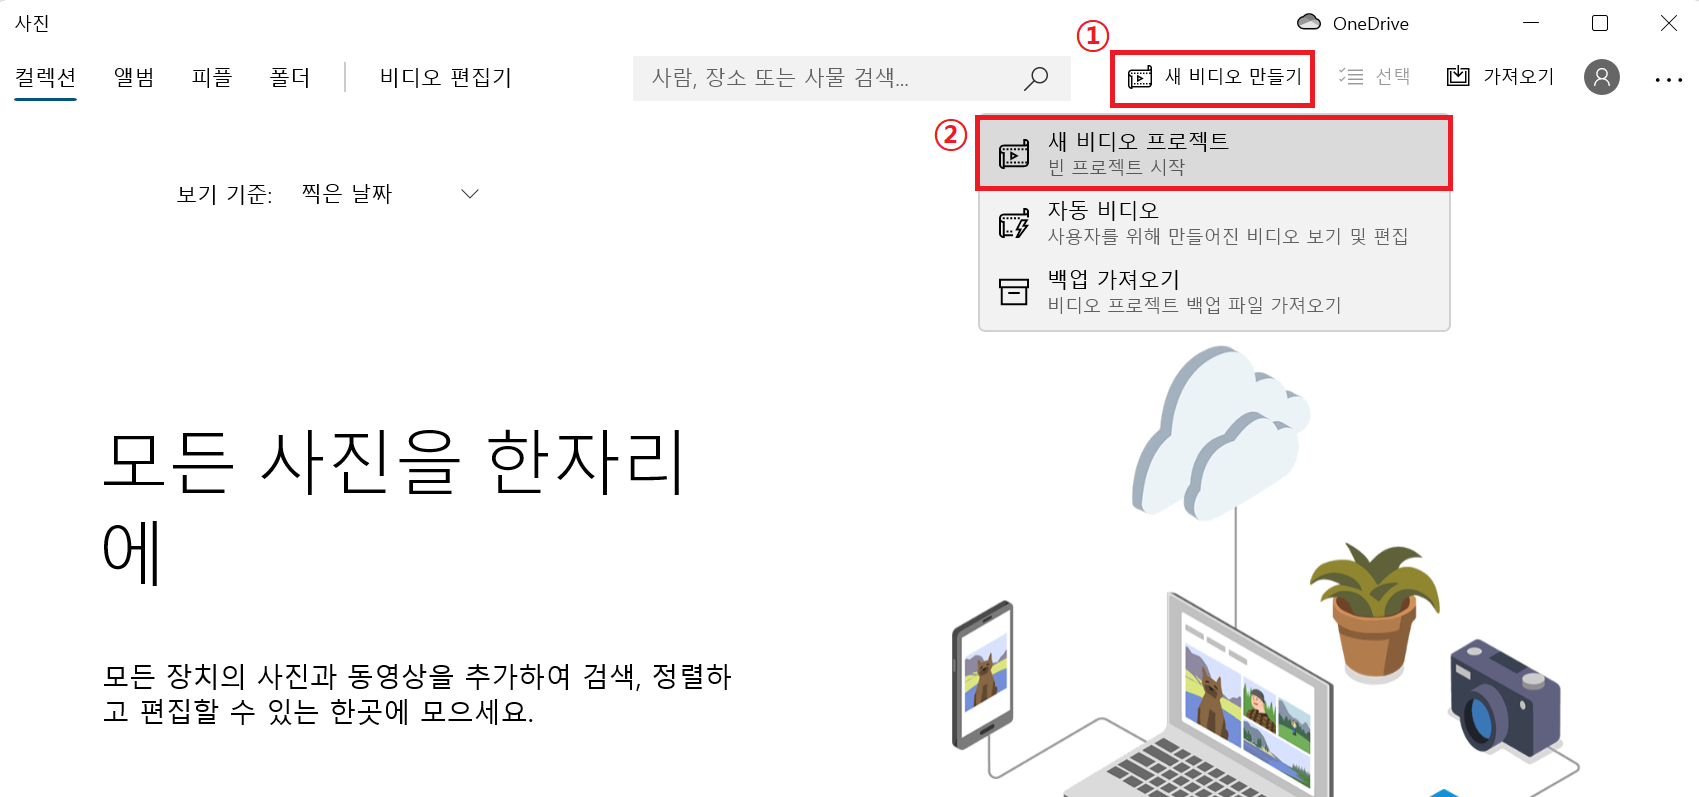 사진
OneDrive
①
컬렉션 앨범 피플 폴더 비디오 편집기
사람, 장소 또는 사물 검색...
새 비디오 만들기
선택
가져오기
②
새 비디오 프로젝트
빈 프로젝트 시작
자동 비디오
사용자를 위해 만들어진 비디오 보기 및 편집
백업 가져오기
비디오 프로젝트 백업 파일 가져오기
보기 기준: 찍은 날짜
모든 사진을 한자리
에
모든 장치의 사진과 동영상을 추가하여 검색, 정렬하
고 편집할 수 있는 한곳에 모으세요.